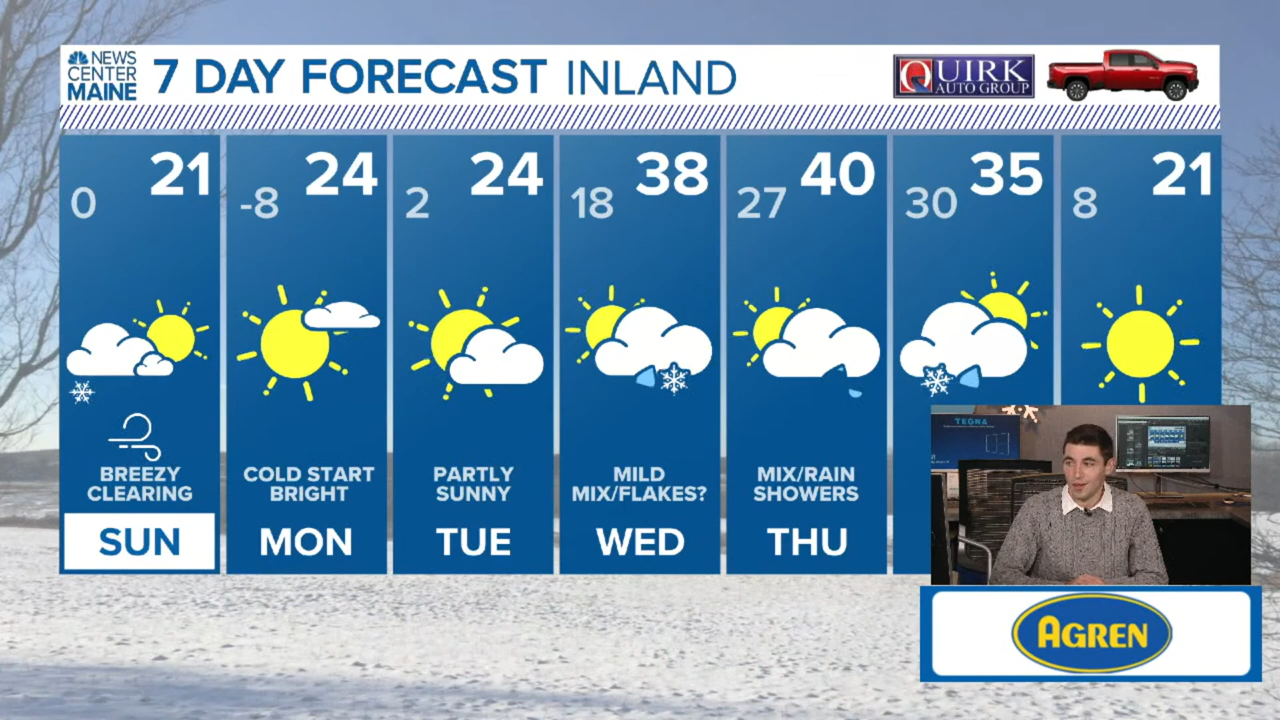 NEWS
CENTER
MAINE
7 DAY FORECAST INLAND
QUIRK
AUTO GROUP
0 21
-8 24
2 24
18 38
27 40
30 35
8 21
BREEZY
CLEARING
SUN
COLD START
BRIGHT
MON
PARTLY
SUNNY
TUE
MILD
MIX/FLAKES?
WED
MIX/RAIN
SHOWERS
THU
TEGNA
AGREN